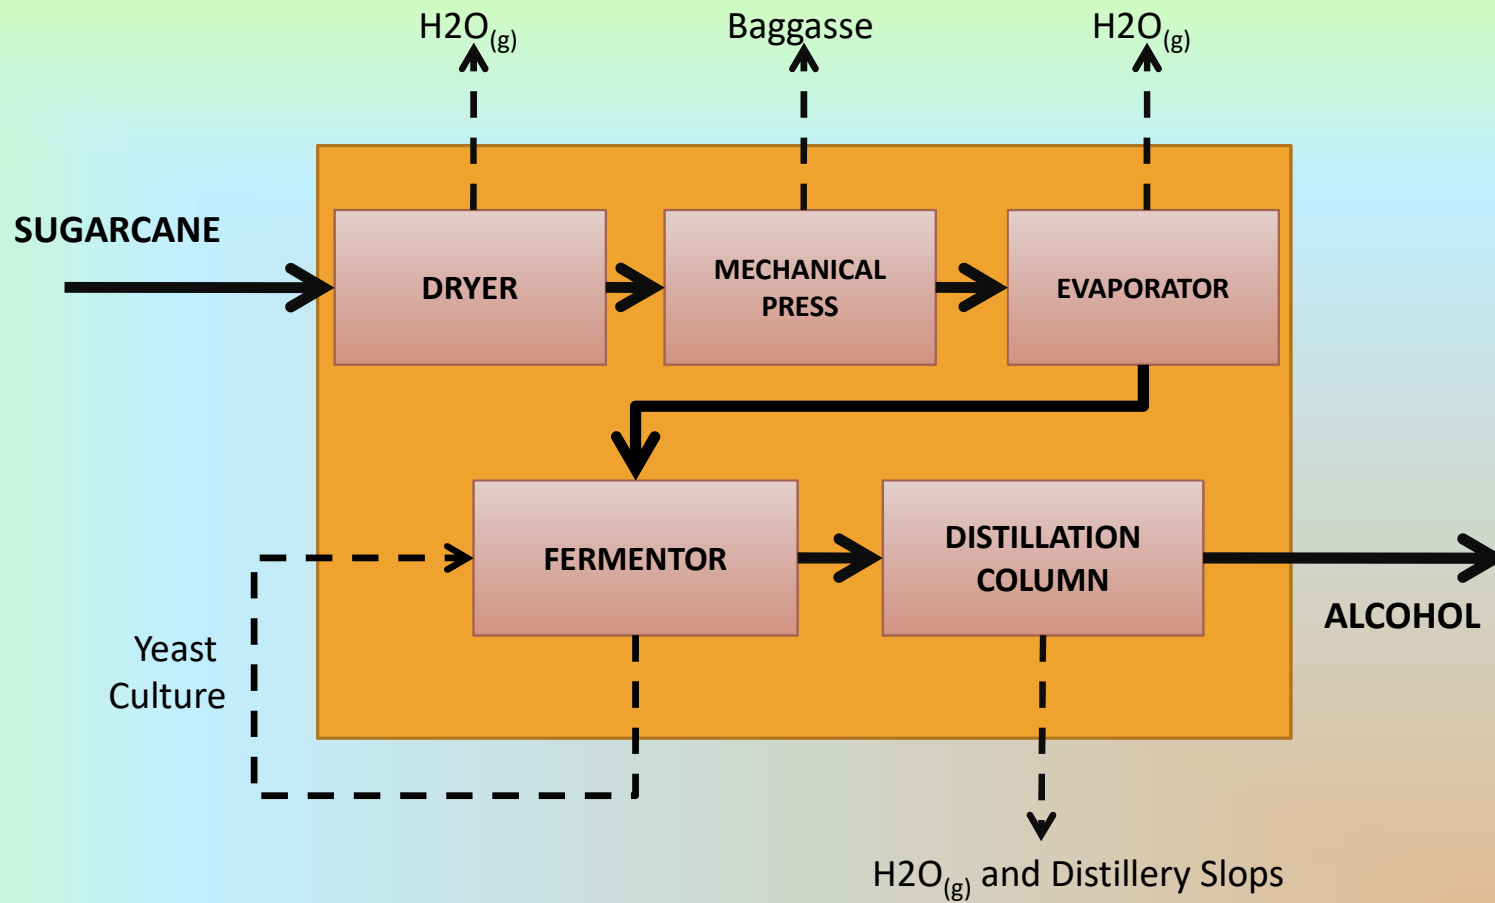 H2O(g)
Baggasse
H2O(g)
SUGARCANE
DRYER
MECHANICAL
PRESS
EVAPORATOR
FERMENTOR
DISTILLATION
COLUMN
ALCOHOL
Yeast
Culture
H2O(g) and Distillery Slops